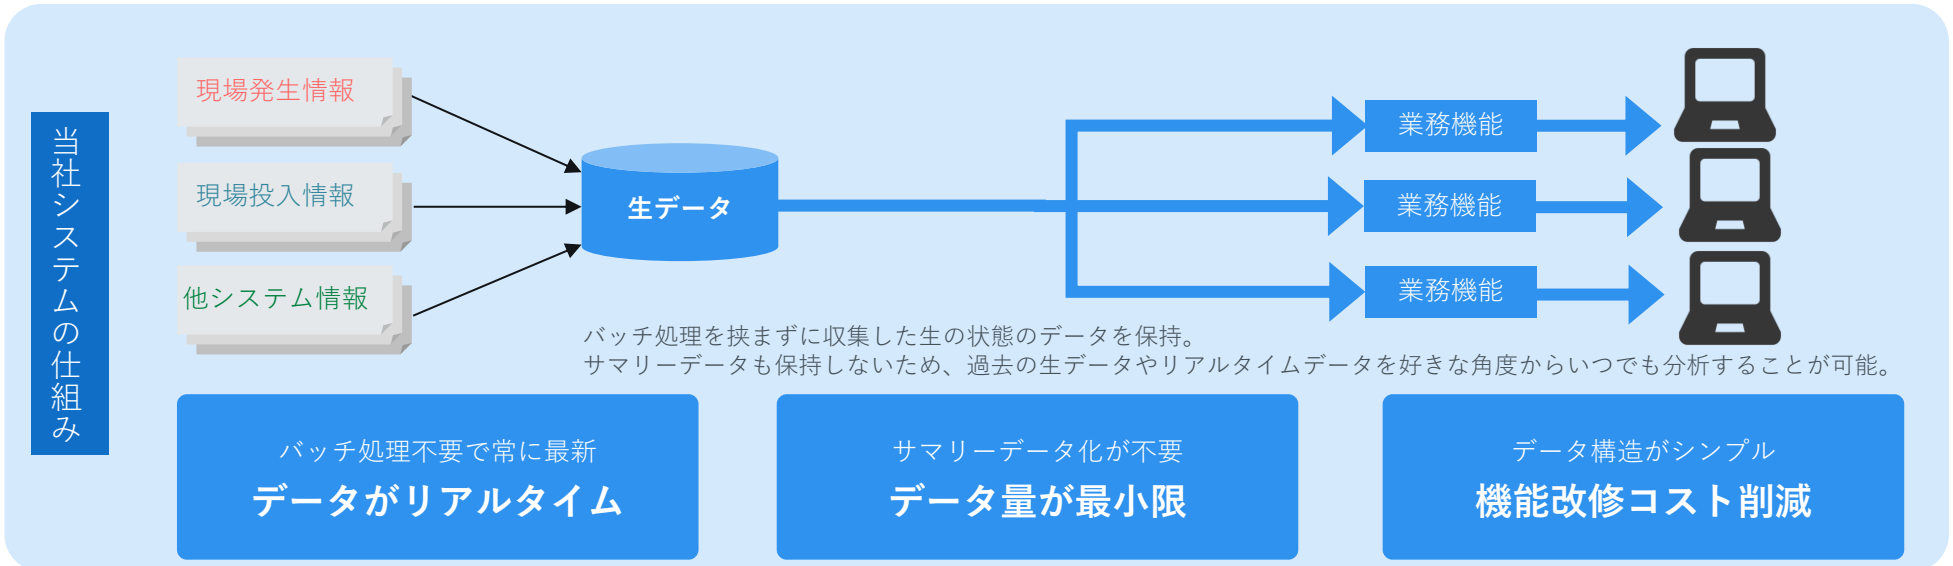 当社システムの仕組み
現場発生情報
現場投入情報
他システム情報
生データ
業務機能
業務機能
業務機能
バッチ処理を挟まずに収集した生の状態のデータを保持。
サマリーデータも保持しないため、過去の生データやリアルタイムデータを好きな角度からいつでも分析することが可能。
バッチ処理不要で常に最新
データがリアルタイム
サマリーデータ化が不要
データ量が最小限
データ構造がシンプル
機能改修コスト削減